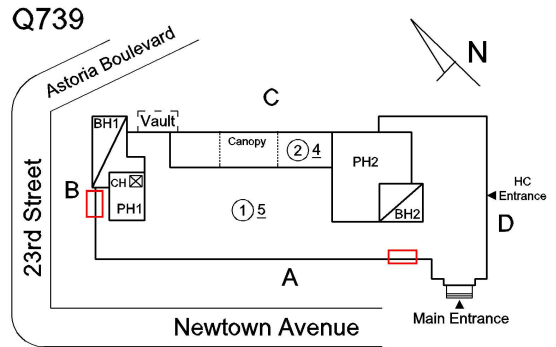 Q739
Astoria Boulevard
N
C
BH1
Vault
Canopy
2 4
PH2
CH
B
PH1
1 5
BH2
HC
Entrance
D
23rd Street
A
Main Entrance
Newtown Avenue